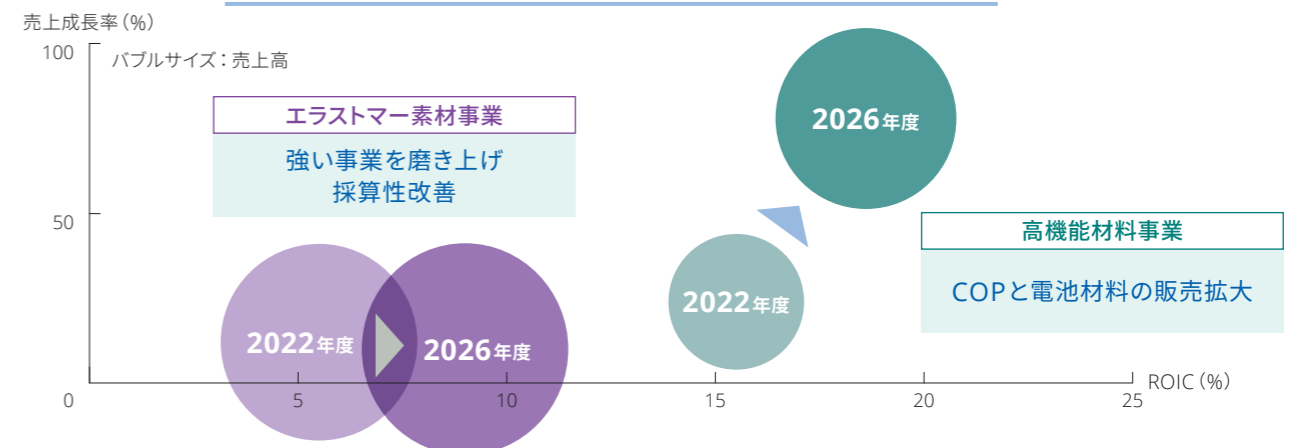 売上成長率（%）
100
バブルサイズ：売上高
エラストマー素材事業
強い事業を磨き上げ
採算性改善
2026年度
50
高機能材料事業
COPと電池材料の販売拡大
2022年度
2022年度
2026年度
ROIC（%）
0
5
10
15
20
25